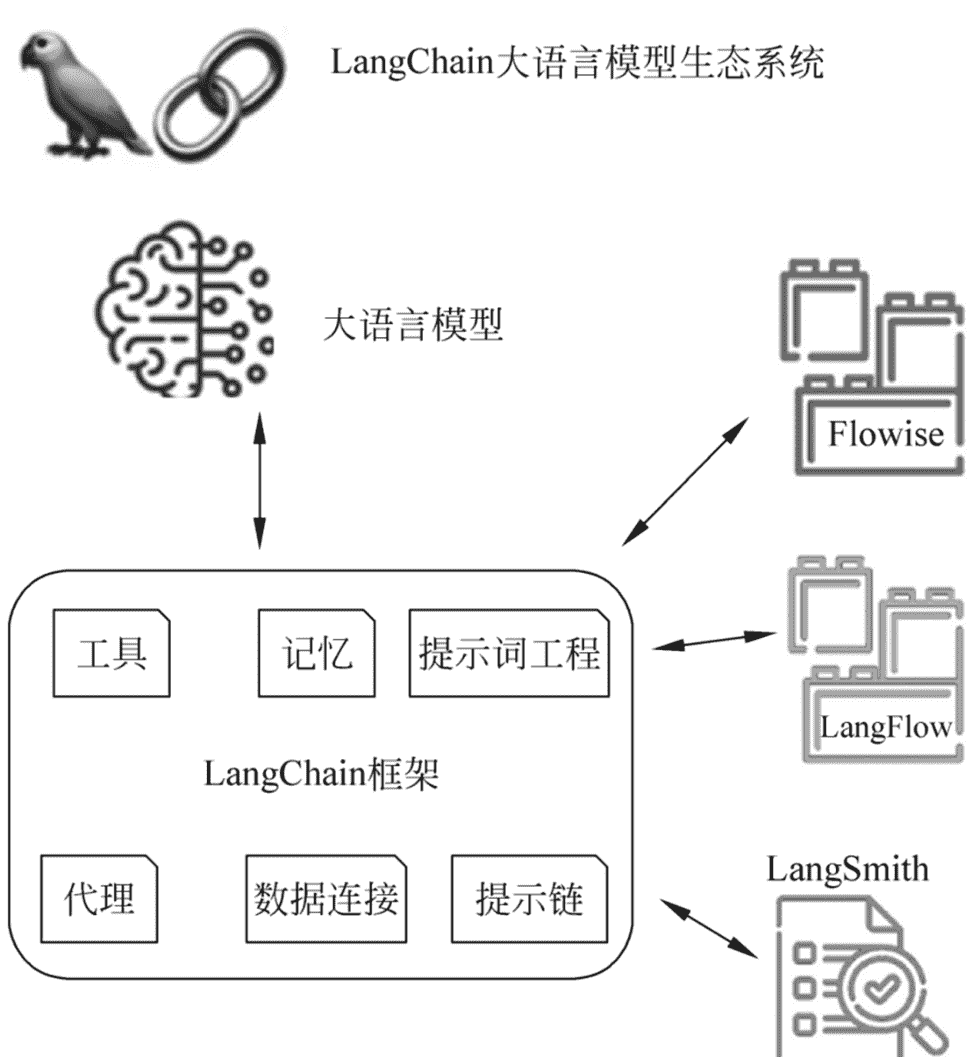 LangChain大语言模型生态系统
大语言模型
Flowise
工具
记忆
提示词工程
LangFlow
LangChain框架
代理
数据连接
提示链
LangSmith